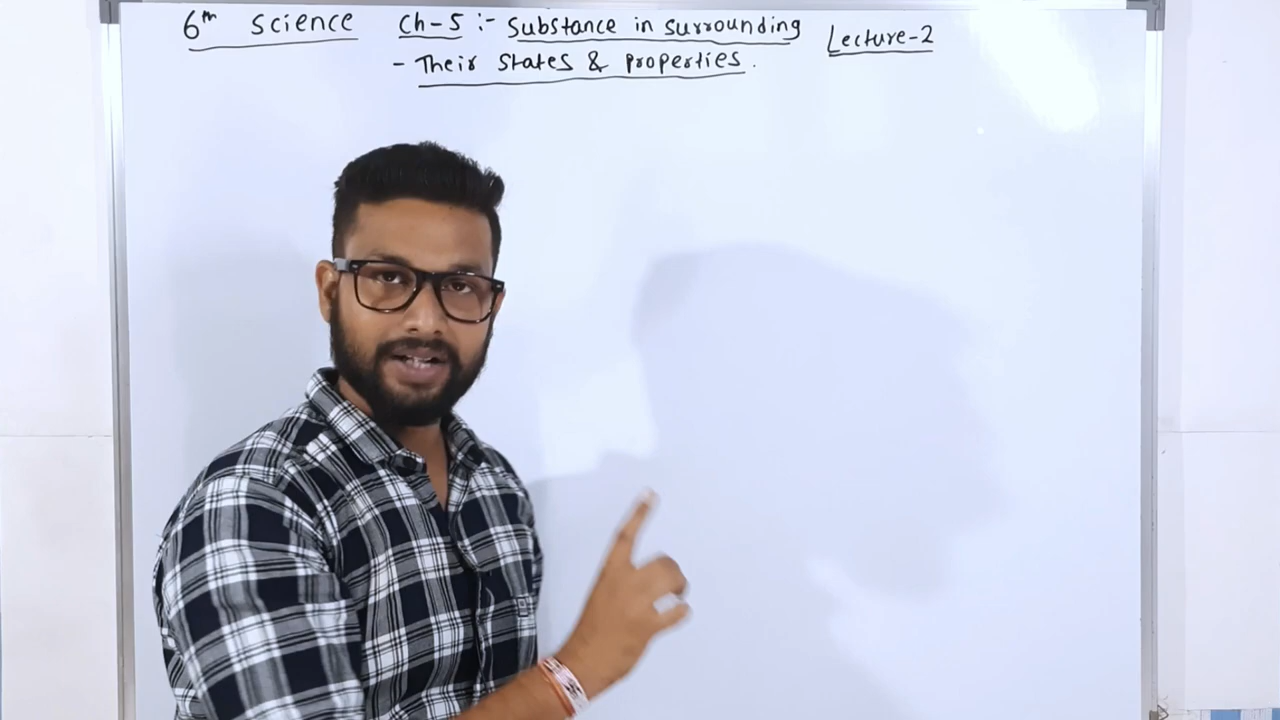 6th Science Ch-5 :- Substance in surrounding Lecture-2
- Their States & properties.